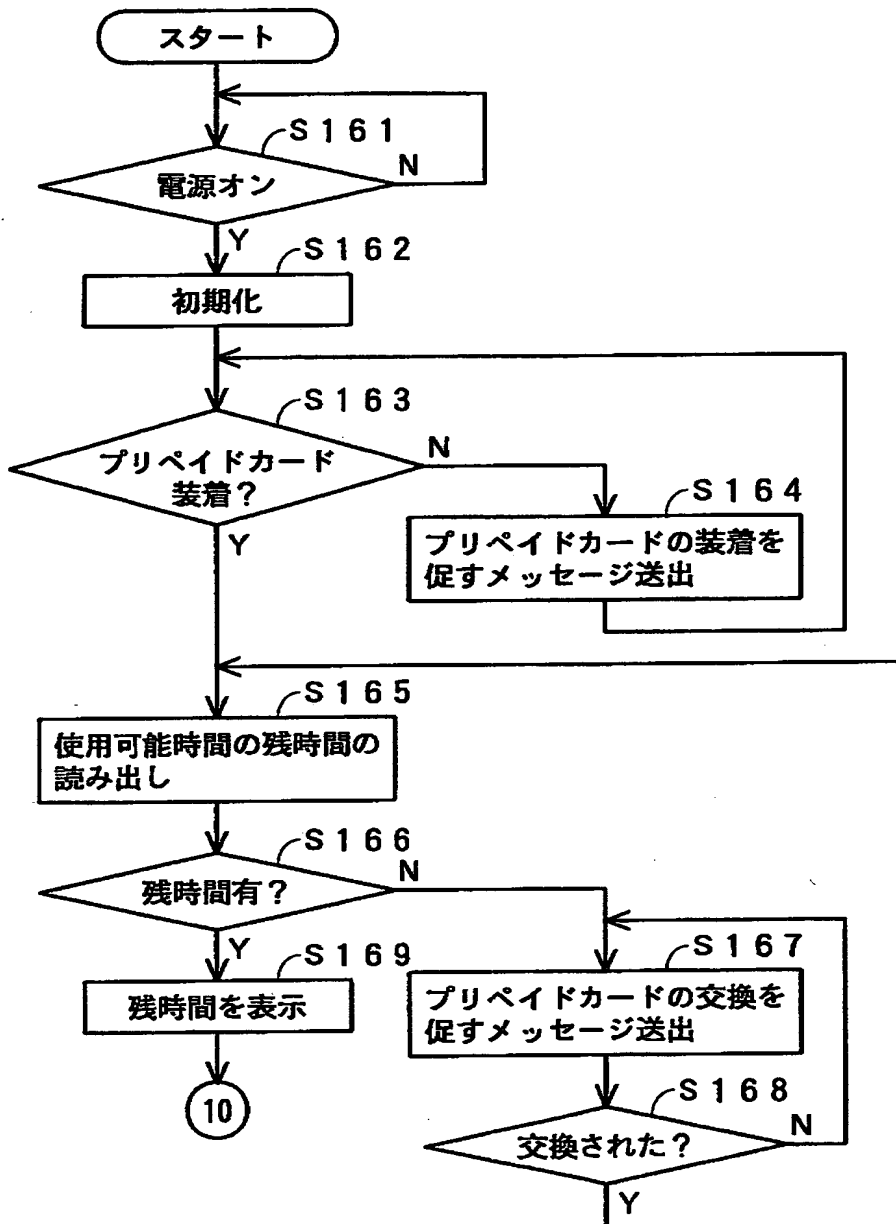 スタート
S161
電源オン
N
Y
S162
初期化
S163
プリペイドカード
装着?
N
Y
S164
プリペイドカードの装着を
促すメッセージ送出
S165
使用可能時間の残時間の
読み出し
S166
残時間有?
N
Y
S169
残時間を表示
10
S167
プリペイドカードの交換を
促すメッセージ送出
S168
交換された?
N
Y